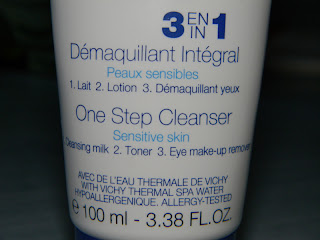 3 EN IN 1
Démaquillant Intégral
Peaux sensibles
1. Lait 2. Lotion 3. Démaquillant yeux
One Step Cleanser
Sensitive skin
Cleansing milk 2. Toner 3. Eye make-up remover
AVEC DE L'EAU THERMALE DE VICHY
WITH VICHY THERMAL SPA WATER
HYPOALLERGENIQUE. ALLERGY-TESTED
e 100 ml - 3.38 FL.OZ.